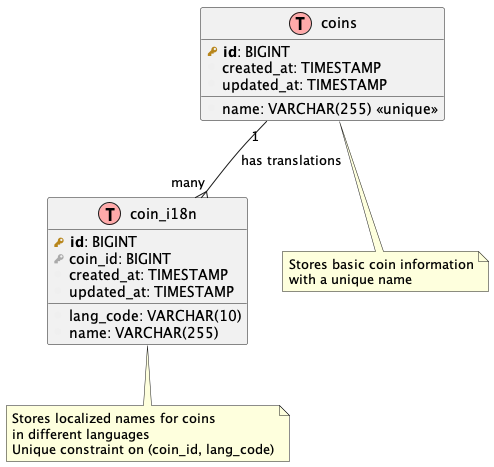 T coins
id: BIGINT
created_at: TIMESTAMP
updated_at: TIMESTAMP
name: VARCHAR(255) «unique»
1
has translations
many
T coin_i18n
id: BIGINT
coin_id: BIGINT
created_at: TIMESTAMP
updated_at: TIMESTAMP
lang_code: VARCHAR(10)
name: VARCHAR(255)
Stores basic coin information
with a unique name
Stores localized names for coins
in different languages
Unique constraint on (coin_id, lang_code)